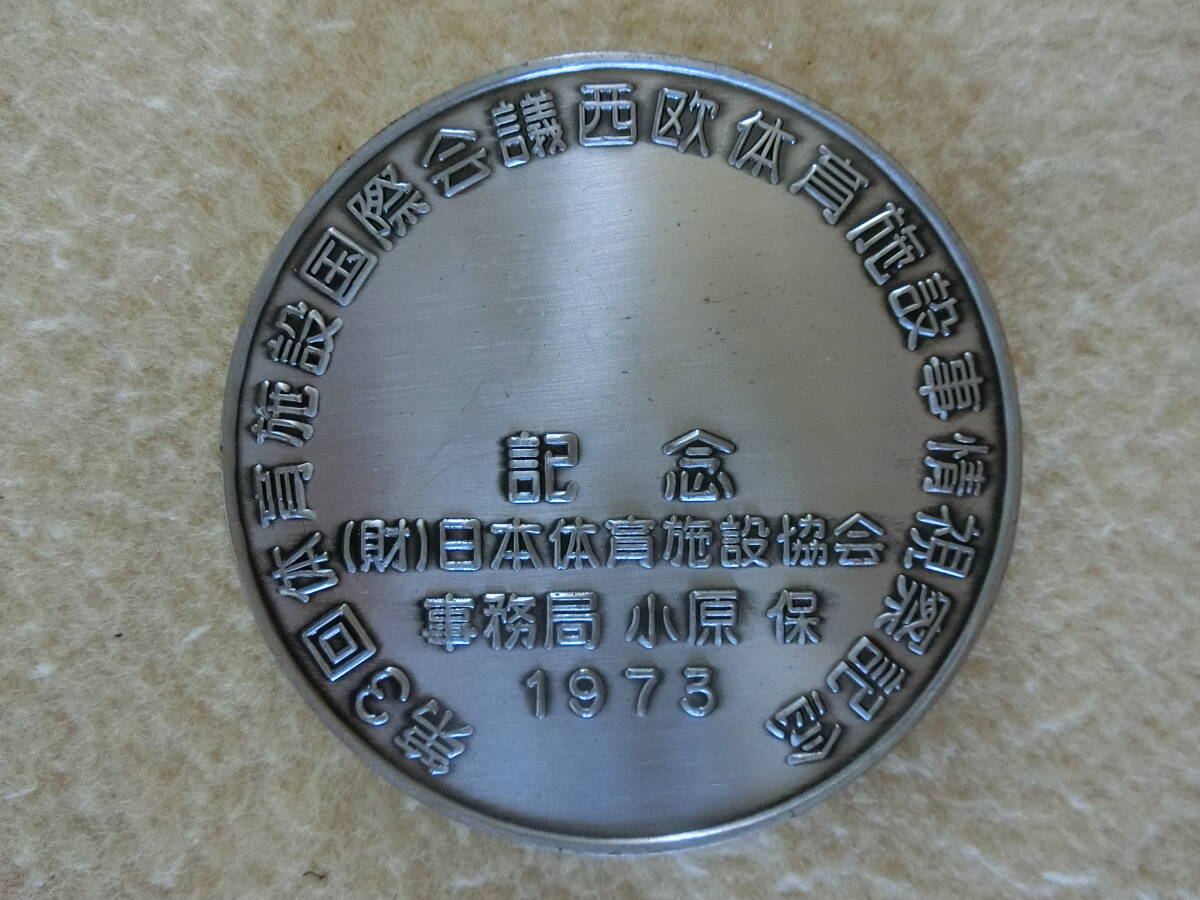 第3回体育施設国際会議西欧体育施設事情視察記念
記念
(財)日本体育施設協会
事務局 小原 保
1973